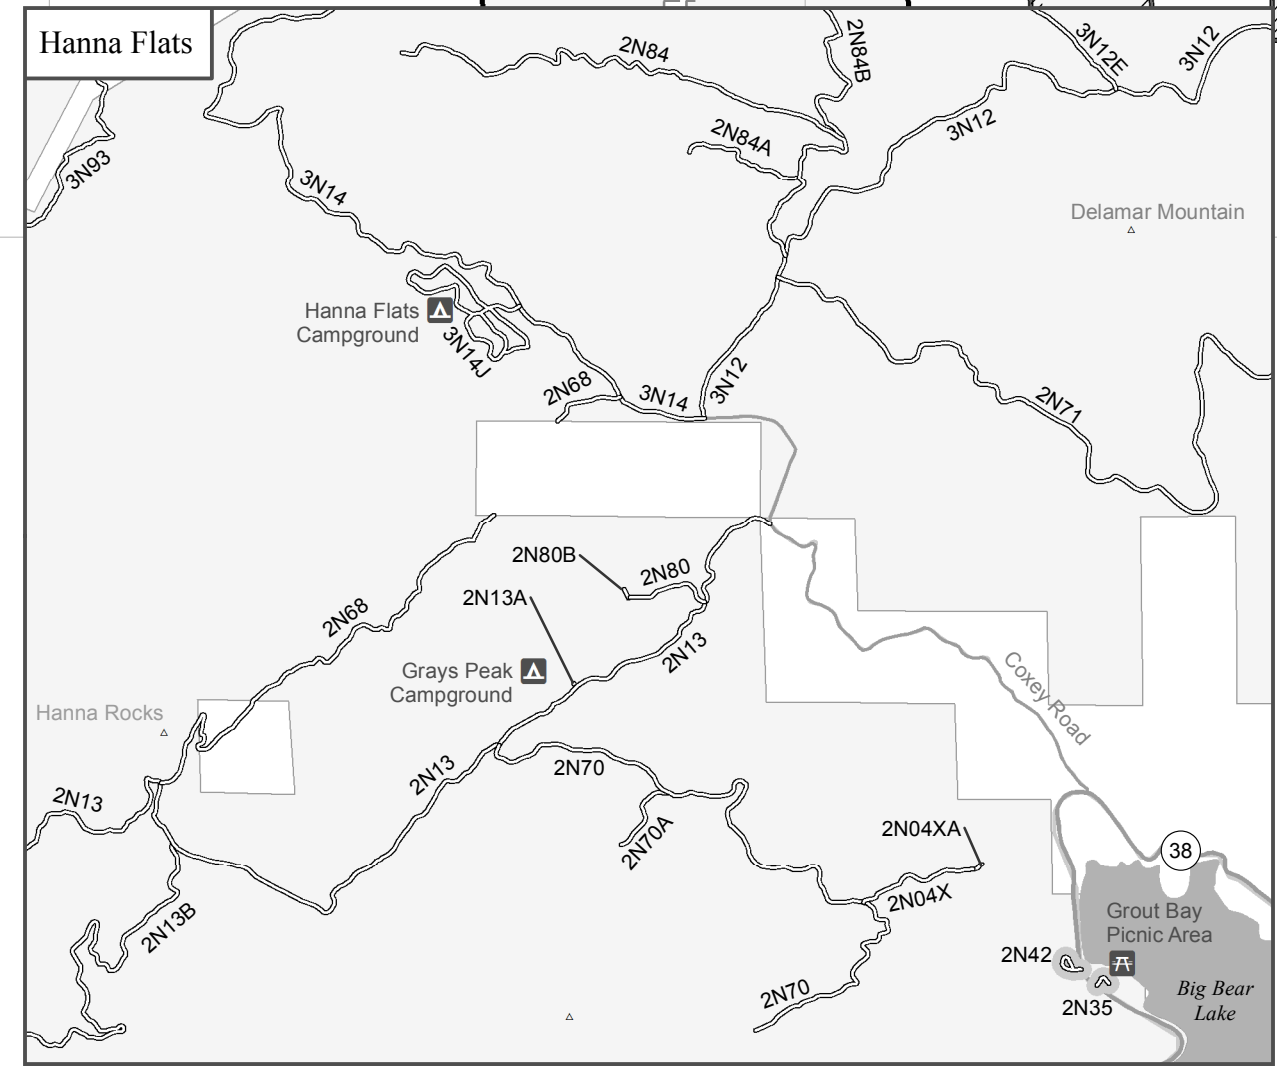 Hanna Flats
2N84
2N84B
3N12E
3N12
3N12
2N84A
3N93
3N14
Delamar Mountain
Hanna Flats
Campground
3N14J
2N68
3N14
3N12
2N71
2N80B
2N80
2N13A
2N68
2N13
Grays Peak
Campground
Coxey Road
Hanna Rocks
2N13
2N13
2N70
2N70A
2N04XA
38
2N04X
2N13B
Grout Bay
Picnic Area
2N42
2N70
Big Bear
Lake
2N35